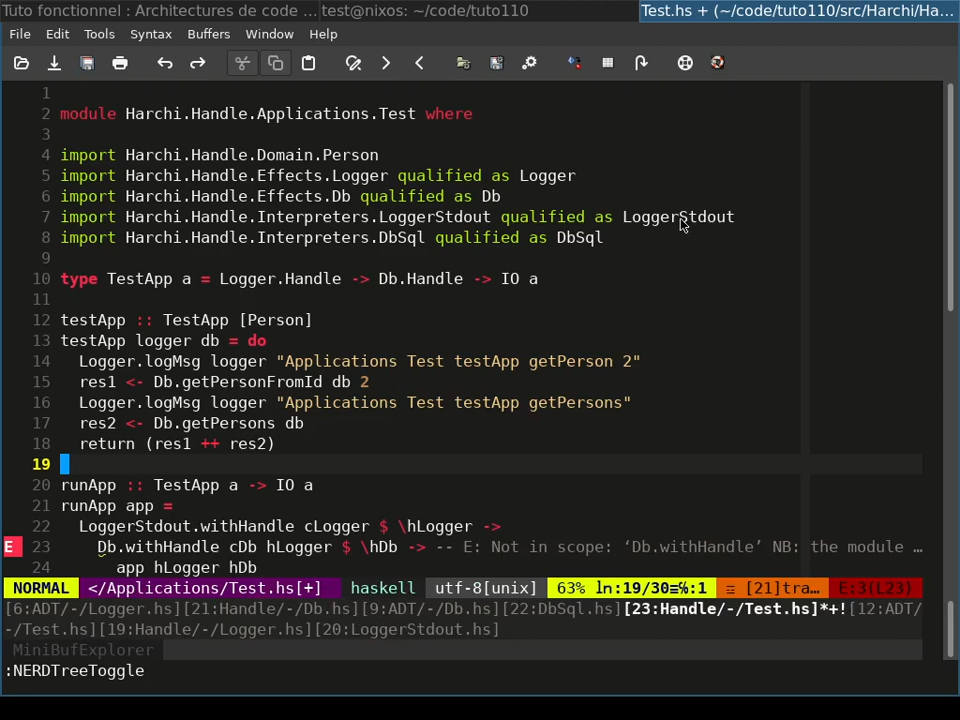 Tuto fonctionnel : Architectures de code ... test@nixos: ~/code/tuto110 Test.hs + (~/code/tuto110/src/Harchi/Ha...
File Edit Tools Syntax Buffers Window Help
1
2 module Harchi.Handle.Applications.Test where
3
4 import Harchi.Handle.Domain.Person
5 import Harchi.Handle.Effects.Logger qualified as Logger
6 import Harchi.Handle.Effects.Db qualified as Db
7 import Harchi.Handle.Interpreters.LoggerStdout qualified as LoggerStdout
8 import Harchi.Handle.Interpreters.DbSql qualified as DbSql
9
10 type TestApp a = Logger.Handle -> Db.Handle -> IO a
11
12 testApp :: TestApp [Person]
13 testApp logger db = do
14 Logger.logMsg logger "Applications Test testApp getPerson 2"
15 res1 <- Db.getPersonFromId db 2
16 Logger.logMsg logger "Applications Test testApp getPersons"
17 res2 <- Db.getPersons db
18 return (res1 ++ res2)
19
20 runApp :: TestApp a -> IO a
21 runApp app =
22 LoggerStdout.withHandle cLogger $ \hLogger ->
E 23 Db.withHandle cDb hLogger $ \hDb -> -- E: Not in scope: ‘Db.withHandle’ NB: the module …
24 app hLogger hDb
NORMAL </Applications/Test.hs[+] haskell utf-8[unix] 63% ln:19/30≡℅:1 ☲ [21]tra... E:3(L23)
[6:ADT/-/Logger.hs][21:Handle/-/Db.hs][9:ADT/-/Db.hs][22:DbSql.hs][23:Handle/-/Test.hs]*+![12:ADT/
-/Test.hs][19:Handle/-/Logger.hs][20:LoggerStdout.hs]
MiniBufExplorer
:NERDTreeToggle